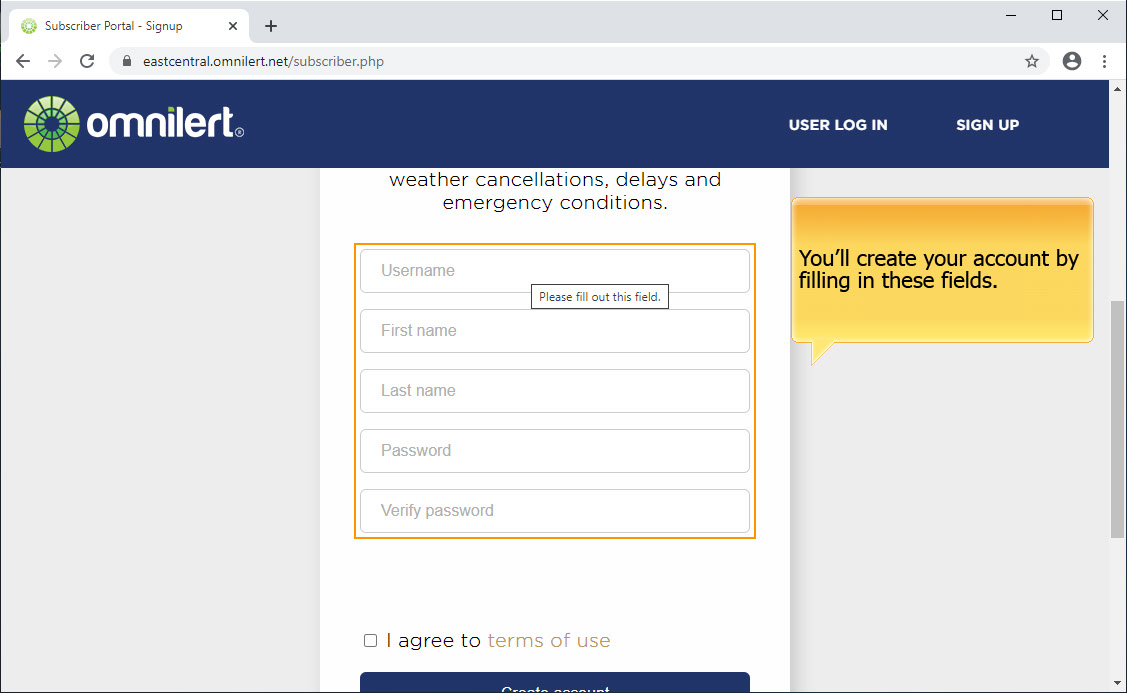 Subscriber Portal - Signup
eastcentral.omnilert.net/subscriber.php
omnilert®
USER LOG IN
SIGN UP
weather cancellations, delays and
emergency conditions.
You'll create your account by
filling in these fields.
Username
Please fill out this field.
First name
Last name
Password
Verify password
I agree to terms of use
Create account